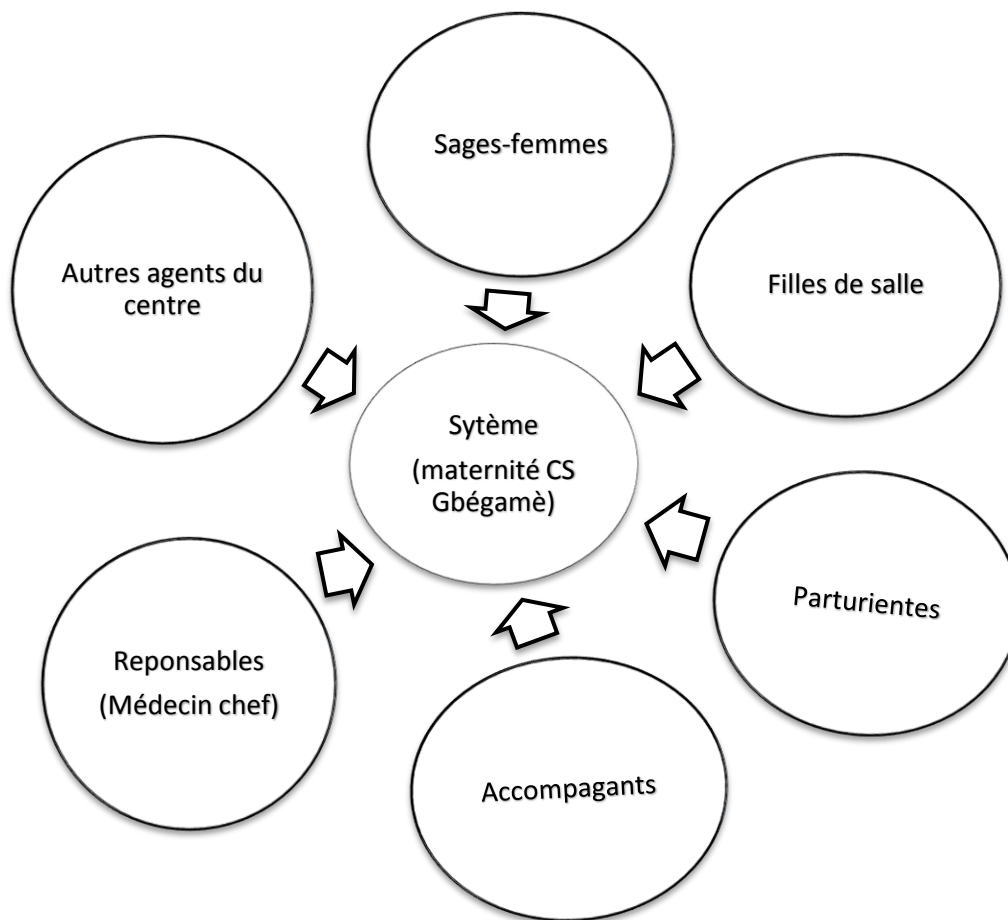 Sages-femmes
Autres agents du
centre
Filles de salle
Sytème
(maternité CS
Gbégamè)
Parturientes
Reponsables
(Médecin chef)
Accompagants